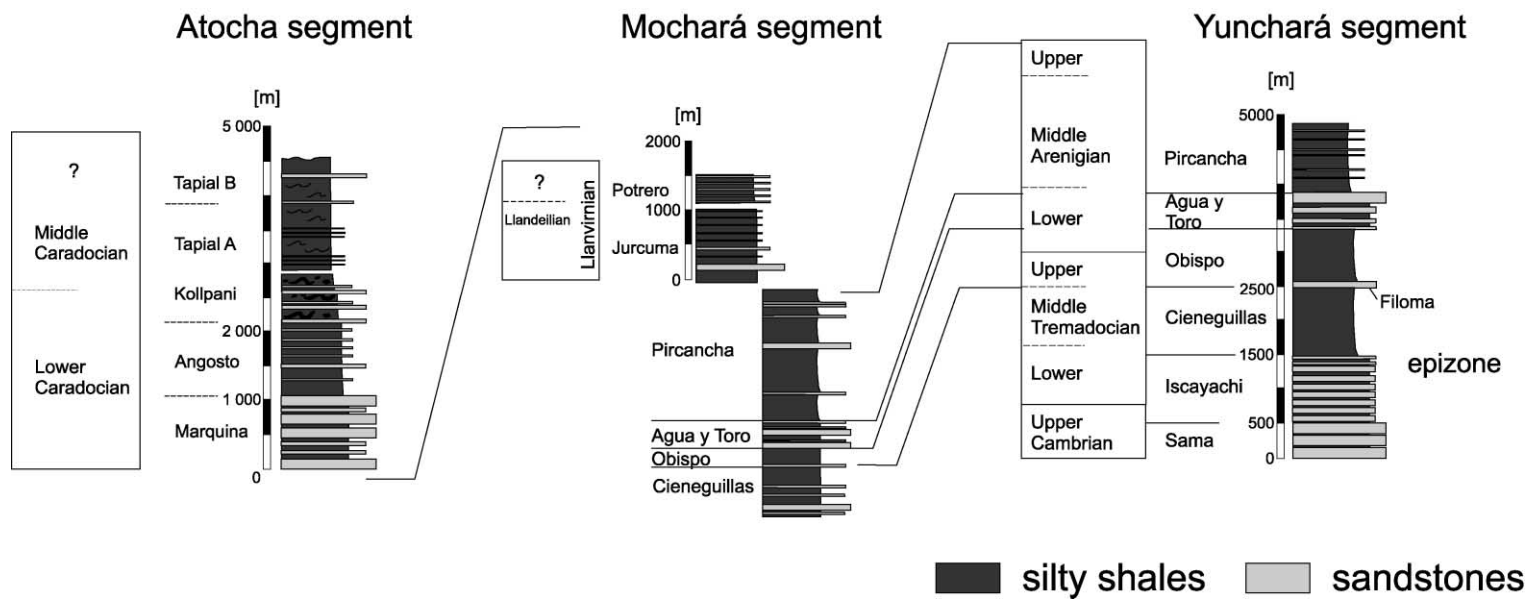 Atocha segment
Mochará segment
Yunchará segment
[m]
5 000
2 000
1 000
0
?
Middle
Caradocian
Lower
Caradocian
Tapial B
Tapial A
Kollpani
Angosto
Marquina
[m]
2000
1000
0
?
Llandeilian
Llanvirnian
Potrero
Jurcuma
Pircancha
Agua y Toro
Obispo
Cieneguillas
Upper
Middle
Arenigian
Lower
Upper
Middle
Tremadocian
Lower
Upper
Cambrian
[m]
5000
2500
1500
500
0
Pircancha
Agua y
Toro
Obispo
Filoma
Cieneguillas
Iscayachi
Sama
epizone
silty shales
sandstones